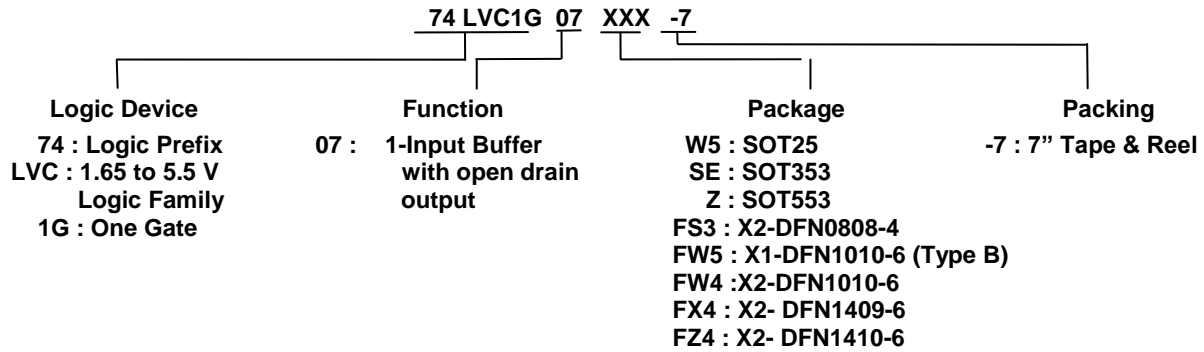 74 LVC1G 07 XXX -7
Logic Device Function Package Packing
74 : Logic Prefix 07 : 1-Input Buffer W5 : SOT25 -7 : 7” Tape & Reel
LVC : 1.65 to 5.5 V with open drain SE : SOT353
Logic Family output Z : SOT553
1G : One Gate FS3 : X2-DFN0808-4
FW5 : X1-DFN1010-6 (Type B)
FW4 :X2-DFN1010-6
FX4 : X2- DFN1409-6
FZ4 : X2- DFN1410-6